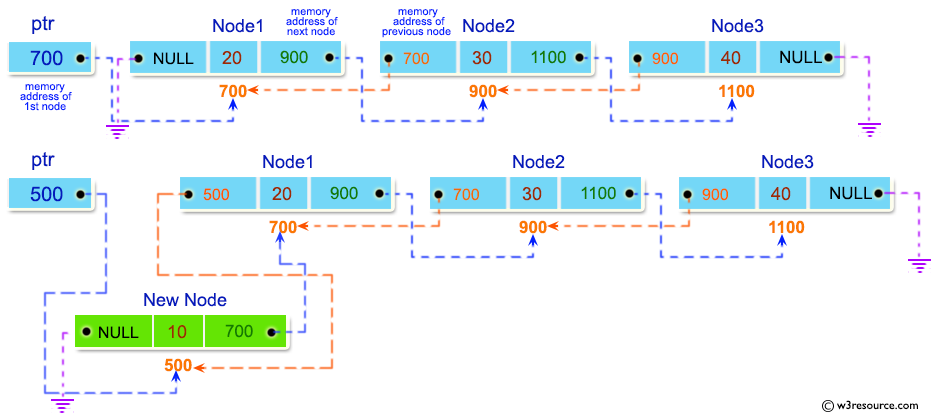 ptr
Node1
memory
address of
next node
memory
address of
previous node
Node2
Node3
700
NULL 20 900
700 30 1100
900 40 NULL
memory
address of
1st node
700
900
1100
ptr
Node1
Node2
Node3
500
500 20 900
700 30 1100
900 40 NULL
700
900
1100
New Node
NULL 10 700
500
© w3resource.com